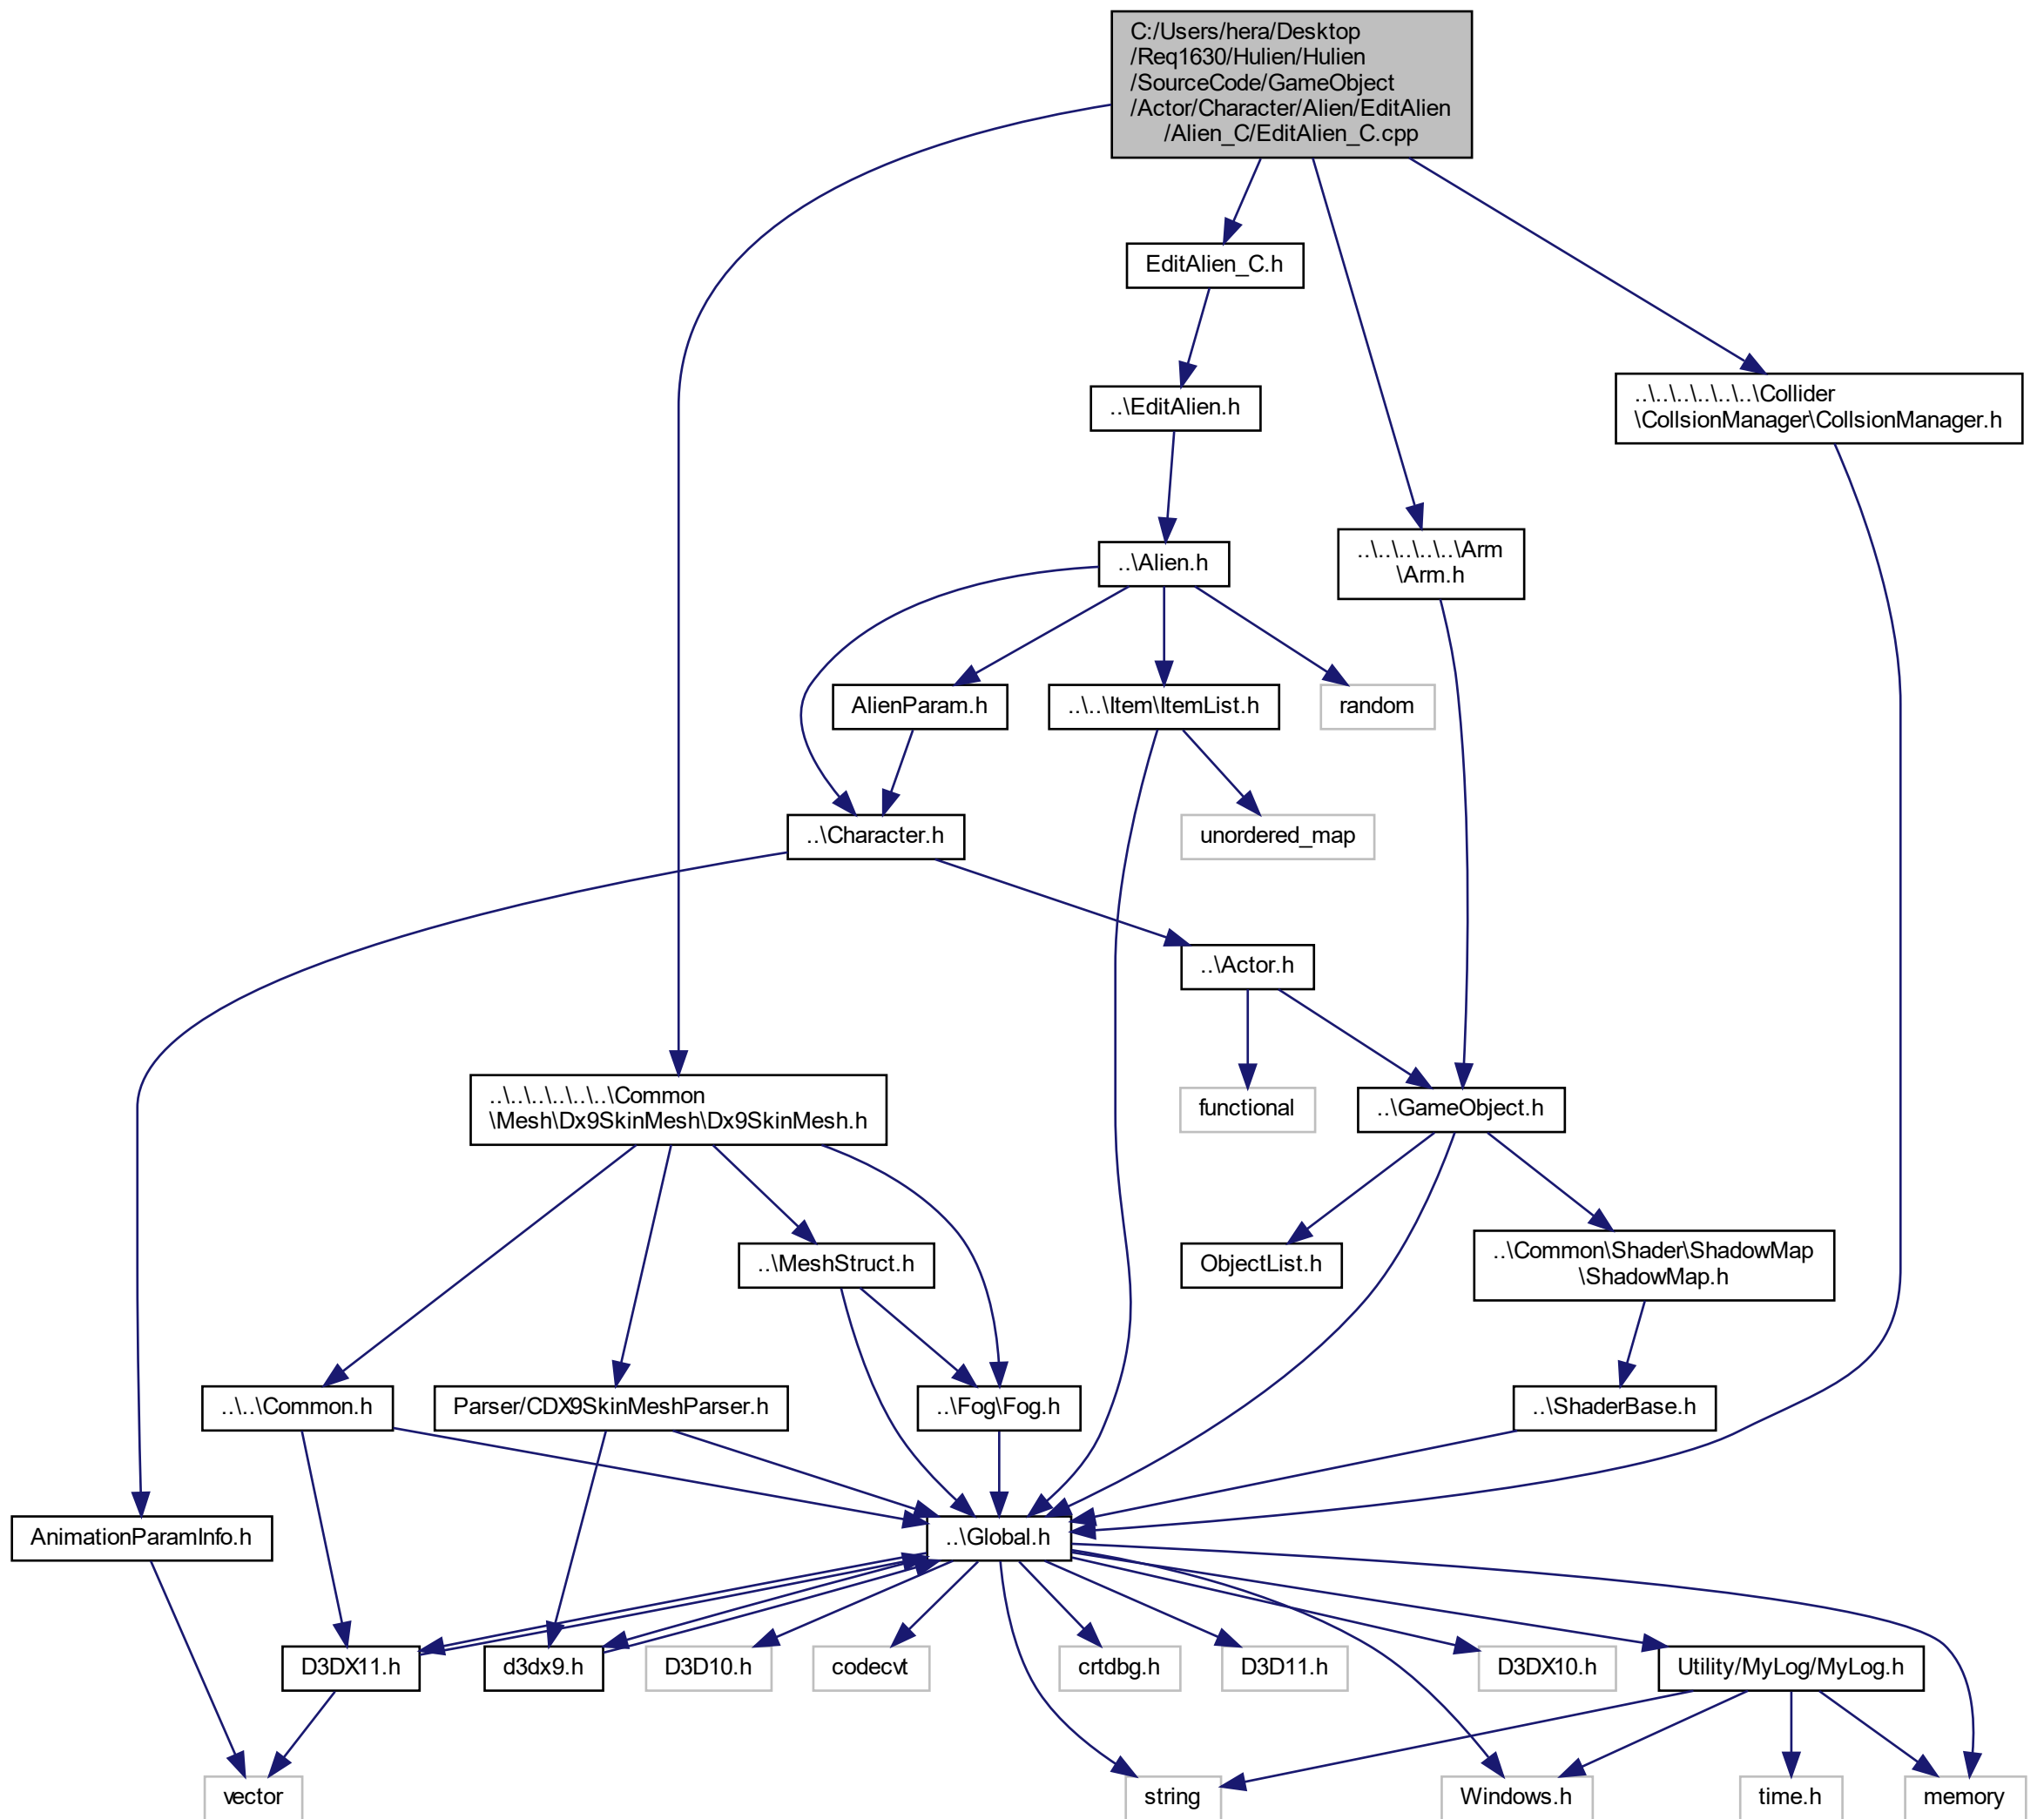 C:/Users/hera/Desktop
/Req1630/Hulien/Hulien
/SourceCode/GameObject
/Actor/Character/Alien/EditAlien
/Alien_C/EditAlien_C.cpp
EditAlien_C.h
..\..\..\..\..\..\Collider
\CollsionManager\CollsionManager.h
..\EditAlien.h
..\Alien.h
..\..\..\..\..\Arm
\Arm.h
AlienParam.h
..\..\Item\ItemList.h
random
..\Character.h
unordered_map
..\Actor.h
..\..\..\..\..\..\Common
\Mesh\Dx9SkinMesh\Dx9SkinMesh.h
functional
..\GameObject.h
..\MeshStruct.h
ObjectList.h
..\Common\Shader\ShadowMap
\ShadowMap.h
..\..\Common.h
Parser/CDX9SkinMeshParser.h
..\Fog\Fog.h
..\ShaderBase.h
AnimationParamInfo.h
..\Global.h
D3DX11.h
d3dx9.h
D3D10.h
codecvt
crtdbg.h
D3D11.h
D3DX10.h
Utility/MyLog/MyLog.h
vector
string
Windows.h
time.h
memory